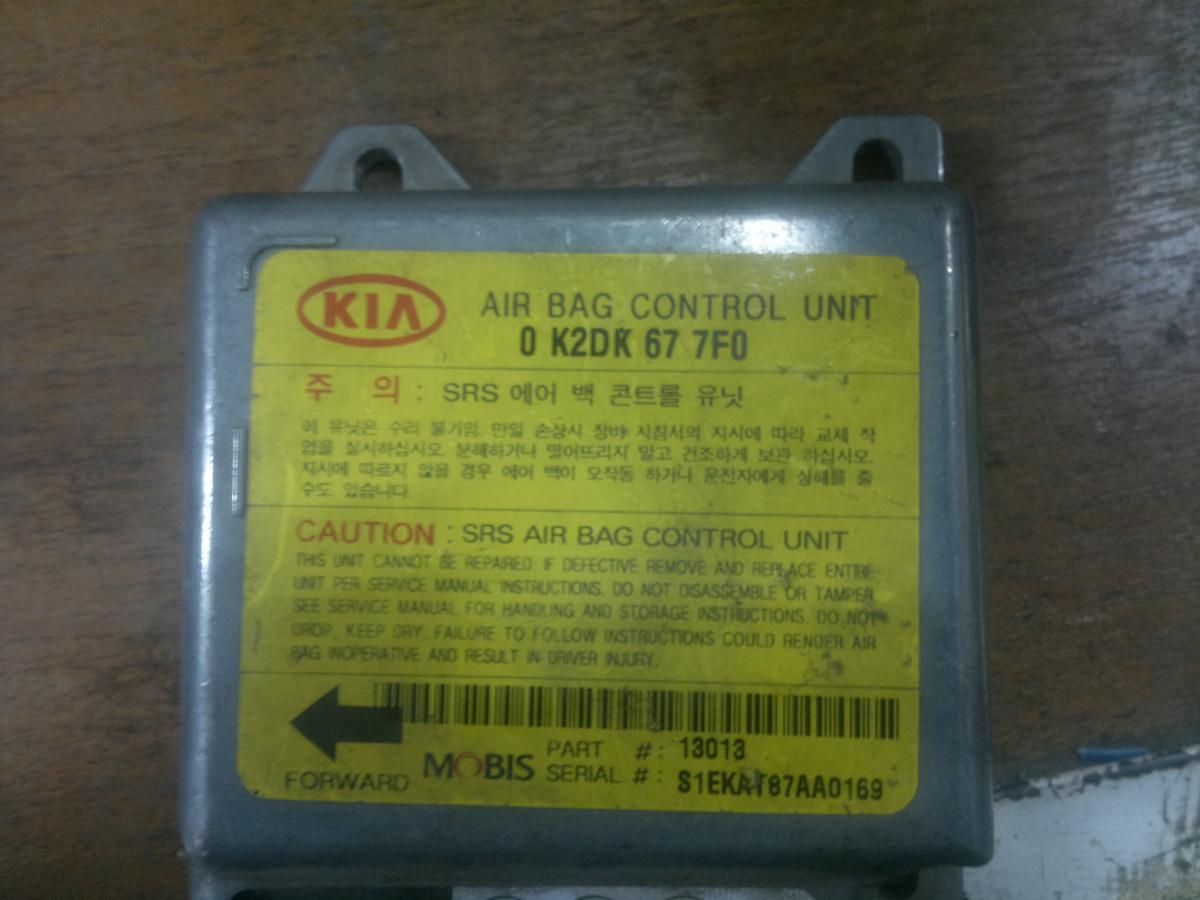 KIA
AIR BAG CONTROL UNIT
0 K2DK 67 7F0
주 의 : SRS 에어 백 콘트롤 유닛
이 유닛은 수리 불가임. 만일 손상시 장비 지침서의 지시에 따라 교체 작
업을 실시하십시오. 분해하거나 떨어뜨리지 말고 건조하게 보관 하십시오.
지시에 따르지 않을 경우 에어 백이 오작동 하거나 운전자에게 상해를 줄
수도 있습니다.
CAUTION : SRS AIR BAG CONTROL UNIT
THIS UNIT CANNOT BE REPAIRED. IF DEFECTIVE REMOVE AND REPLACE ENTIRE
UNIT PER SERVICE MANUAL INSTRUCTIONS. DO NOT DISASSEMBLE OR TAMPER.
SEE SERVICE MANUAL FOR HANDLING AND STORAGE INSTRUCTIONS. DO NOT
DROP, KEEP DRY. FAILURE TO FOLLOW INSTRUCTIONS COULD RENDER AIR
BAG INOPERATIVE AND RESULT IN DRIVER INJURY.
FORWARD
MOBIS
PART #: 13013
SERIAL #: S1EKAT87AA0169